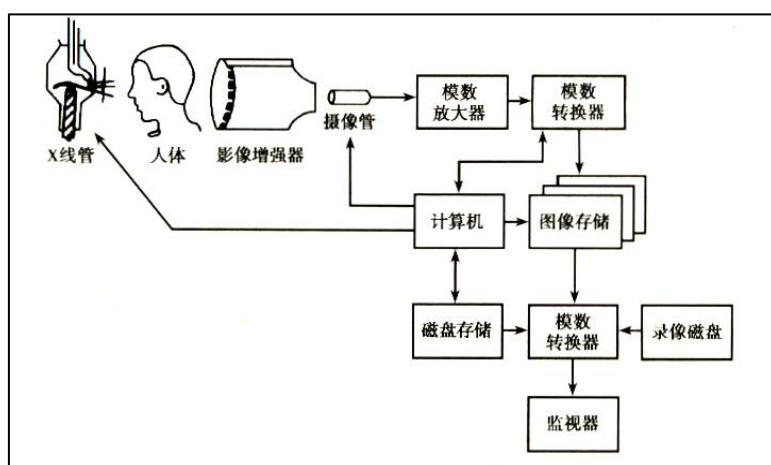 模数
放大器
模数
转换器
摄像管
X线管
人体
影像增强器
计算机
图像存储
磁盘存储
模数
转换器
录像磁盘
监视器